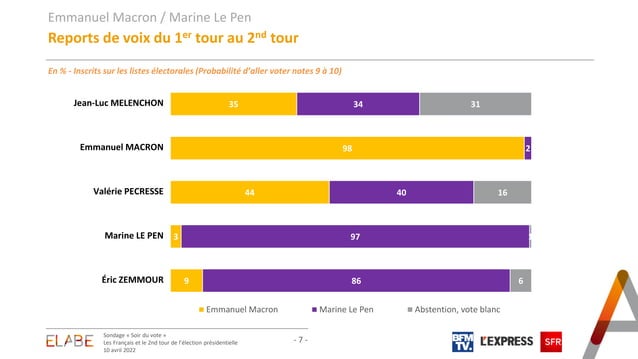 Emmanuel Macron / Marine Le Pen
Reports de voix du 1er tour au 2nd tour
En % - Inscrits sur les listes électorales (Probabilité d'aller voter notes 9 à 10)
Jean-Luc MELENCHON 35 34 31
Emmanuel MACRON 98 2
Valérie PECRESSE 44 40 16
Marine LE PEN 3 97
Éric ZEMMOUR 9 86 6
Emmanuel Macron Marine Le Pen Abstention, vote blanc
ELABE
Sondage « Soir du vote »
Les Français et le 2nd tour de l'élection présidentielle
10 avril 2022
- 7 -
BFM TV.
L'EXPRESS
SFR